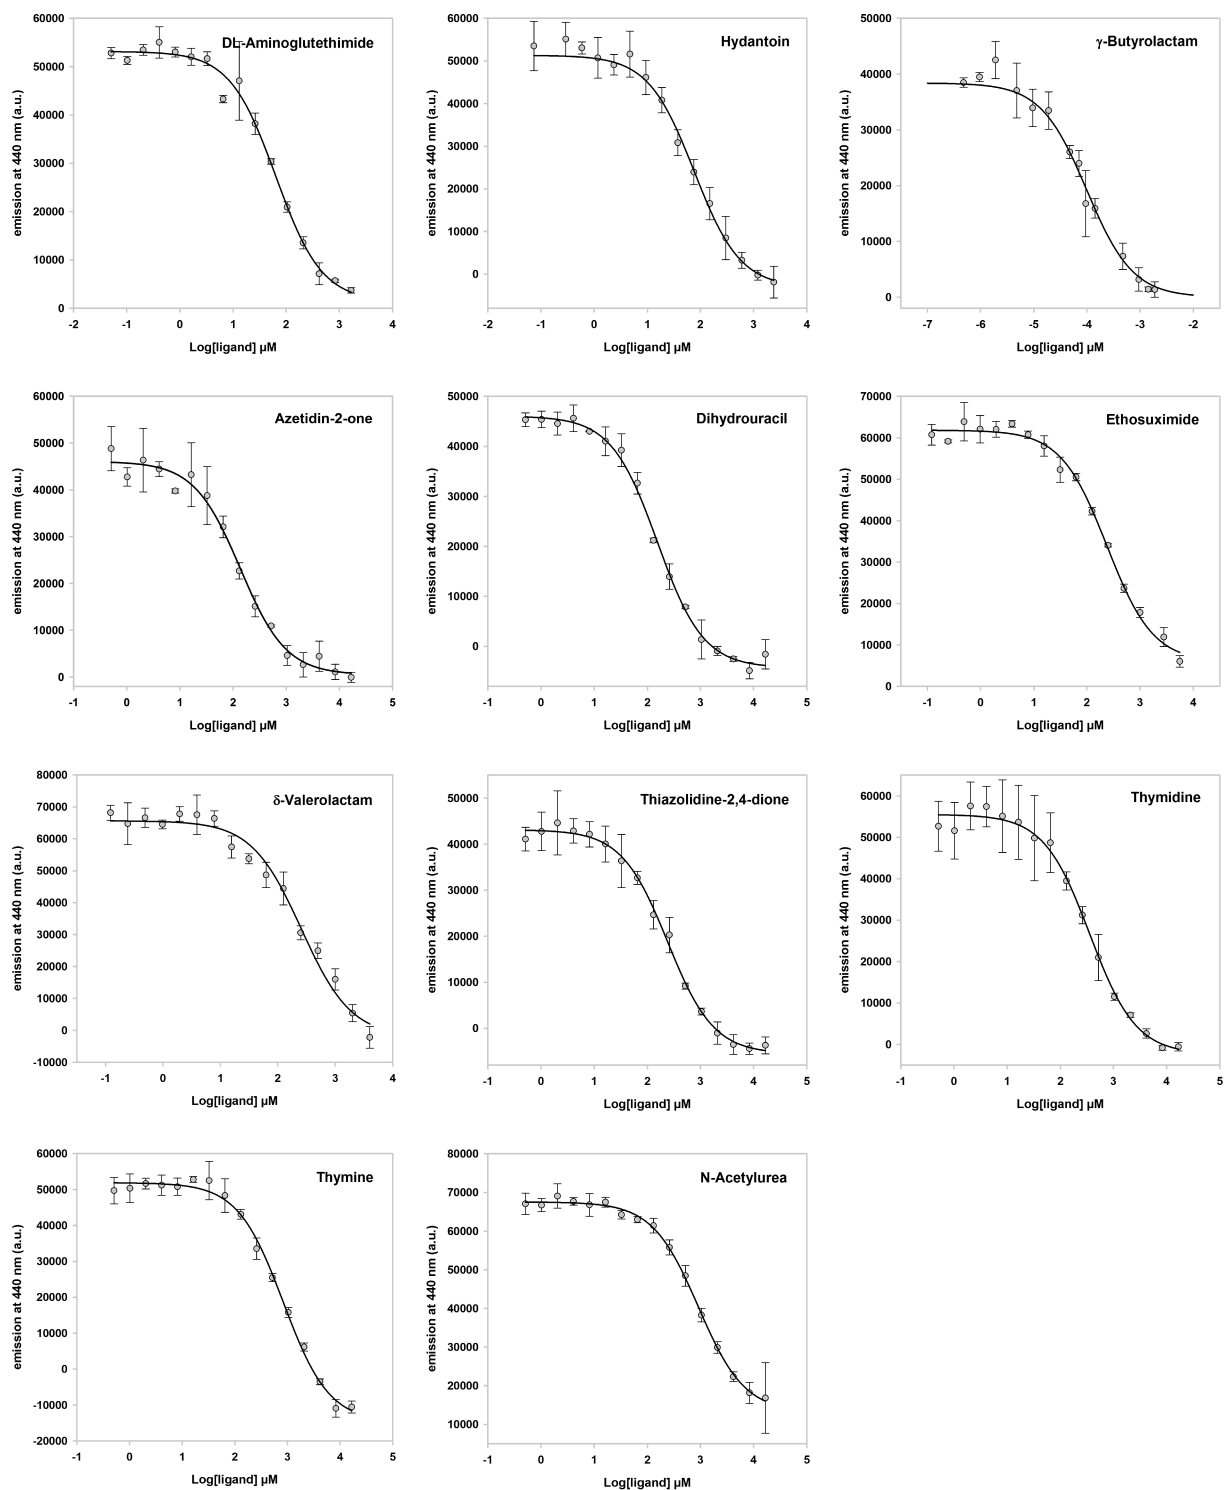 DL-Aminoglutethimide
emission at 440 nm (a.u.)
60000
50000
40000
30000
20000
10000
0
-2 -1 0 1 2 3 4
Log[ligand] µM
Hydantoin
emission at 440 nm (a.u.)
60000
50000
40000
30000
20000
10000
0
-2 -1 0 1 2 3 4
Log[ligand] µM
γ-Butyrolactam
emission at 440 nm (a.u.)
50000
40000
30000
20000
10000
0
-7 -6 -5 -4 -3 -2
Log[ligand] µM
Azetidin-2-one
emission at 440 nm (a.u.)
60000
50000
40000
30000
20000
10000
0
-1 0 1 2 3 4 5
Log[ligand] µM
Dihydrouracil
emission at 440 nm (a.u.)
50000
40000
30000
20000
10000
0
-1 0 1 2 3 4 5
Log[ligand] µM
Ethosuximide
emission at 440 nm (a.u.)
70000
60000
50000
40000
30000
20000
10000
0
-1 0 1 2 3 4
Log[ligand] µM
δ-Valerolactam
emission at 440 nm (a.u.)
80000
70000
60000
50000
40000
30000
20000
10000
0
-10000
-1 0 1 2 3 4
Log[ligand] µM
Thiazolidine-2,4-dione
emission at 440 nm (a.u.)
50000
40000
30000
20000
10000
0
-1 0 1 2 3 4 5
Log[ligand] µM
Thymidine
emission at 440 nm (a.u.)
60000
50000
40000
30000
20000
10000
0
-1 0 1 2 3 4 5
Log[ligand] µM
Thymine
emission at 440 nm (a.u.)
60000
50000
40000
30000
20000
10000
0
-10000
-20000
-1 0 1 2 3 4 5
Log[ligand] µM
N-Acetylurea
emission at 440 nm (a.u.)
80000
70000
60000
50000
40000
30000
20000
10000
-1 0 1 2 3 4 5
Log[ligand] µM